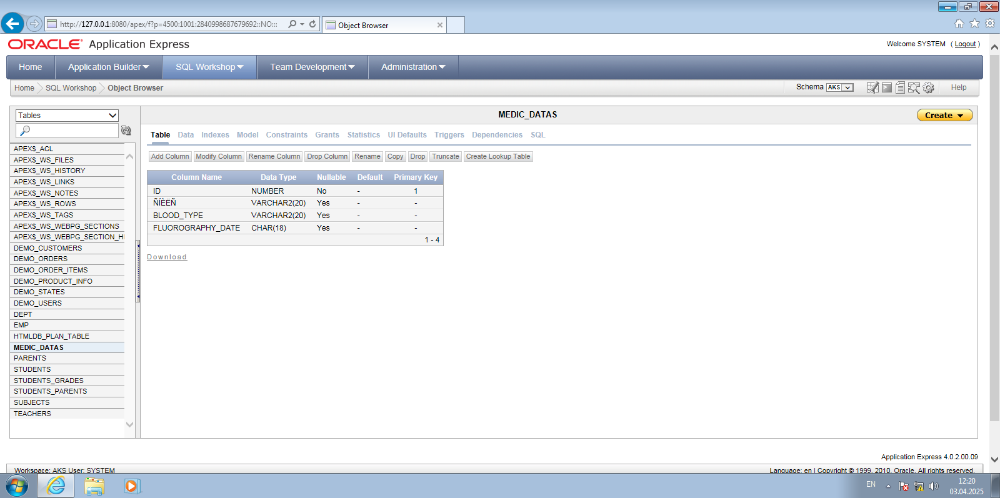 http://127.0.0.1:8080/apex/f?p=4500:1001:2840998687679692::NO:::
Object Browser
ORACLE Application Express
Welcome SYSTEM ( Logout )
Home Application Builder SQL Workshop Team Development Administration
Home SQL Workshop Object Browser
Schema AKS
Help
Tables
MEDIC_DATAS
Create
Table Data Indexes Model Constraints Grants Statistics UI Defaults Triggers Dependencies SQL
Add Column Modify Column Rename Column Drop Column Rename Copy Drop Truncate Create Lookup Table
Column Name Data Type Nullable Default Primary Key
ID NUMBER No - 1
ÑÍÈËÑ VARCHAR2(20) Yes - -
BLOOD_TYPE VARCHAR2(20) Yes - -
FLUOROGRAPHY_DATE CHAR(18) Yes - -
1 - 4
Download
APEX$_ACL
APEX$_WS_FILES
APEX$_WS_HISTORY
APEX$_WS_LINKS
APEX$_WS_NOTES
APEX$_WS_ROWS
APEX$_WS_TAGS
APEX$_WS_WEBPG_SECTIONS
APEX$_WS_WEBPG_SECTION_HI
DEMO_CUSTOMERS
DEMO_ORDERS
DEMO_ORDER_ITEMS
DEMO_PRODUCT_INFO
DEMO_STATES
DEMO_USERS
DEPT
EMP
HTMLDB_PLAN_TABLE
MEDIC_DATAS
PARENTS
STUDENTS
STUDENTS_GRADES
STUDENTS_PARENTS
SUBJECTS
TEACHERS
Application Express 4.0.2.00.09
Workspace: AKS User: SYSTEM
Language: en | Copyright © 1999, 2010, Oracle. All rights reserved.
EN
12:20
03.04.2025